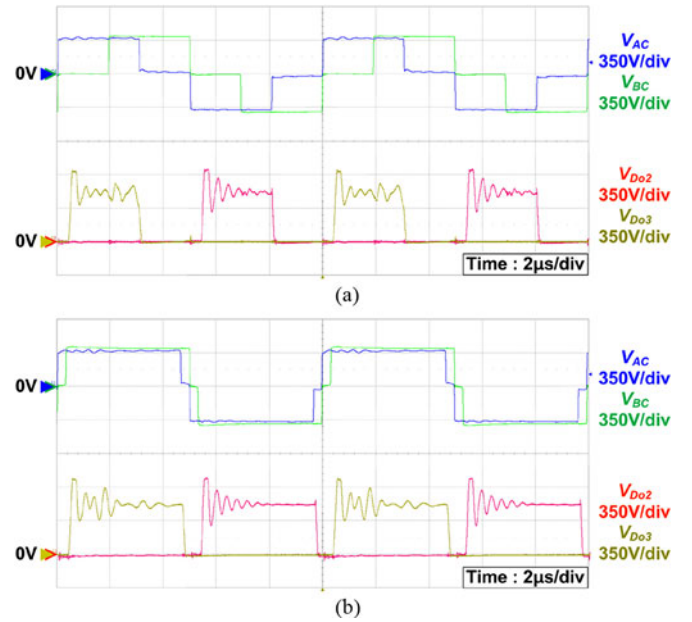 0V
V_AC
350V/div
V_BC
350V/div
0V
V_Do2
350V/div
V_Do3
350V/div
Time : 2μs/div
(a)
0V
V_AC
350V/div
V_BC
350V/div
0V
V_Do2
350V/div
V_Do3
350V/div
Time : 2μs/div
(b)